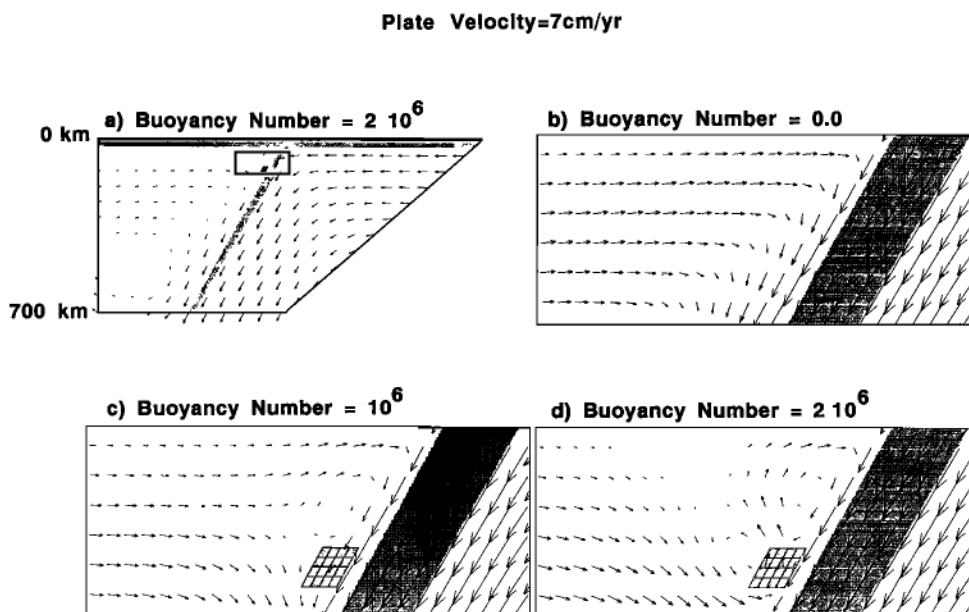 Plate Velocity=7cm/yr
a) Buoyancy Number = 2 10^6
0 km
700 km
b) Buoyancy Number = 0.0
c) Buoyancy Number = 10^6
d) Buoyancy Number = 2 10^6